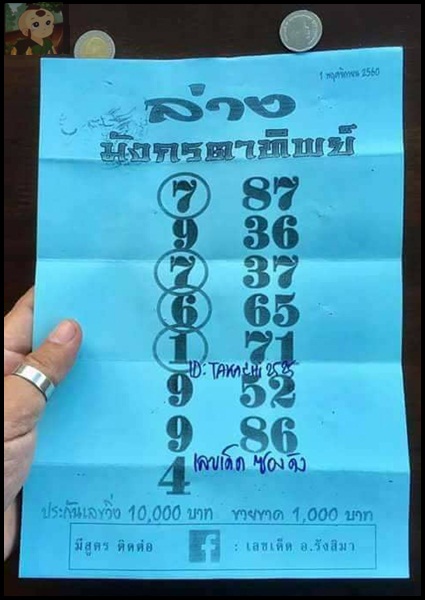 1 พฤศจิกายน 2560
ล่าง
มังกรตาทิพย์
7 87
9 36
7 37
6 65
1 71
ID: TAKASHI
9 52
9 86
เลขเด็ด ซองดัง
4
ประกันเลขวิ่ง 10,000 บาท ขายขาด 1,000 บาท
มีสูตร ติดต่อ f : เลขเด็ด อ.รังสิมา